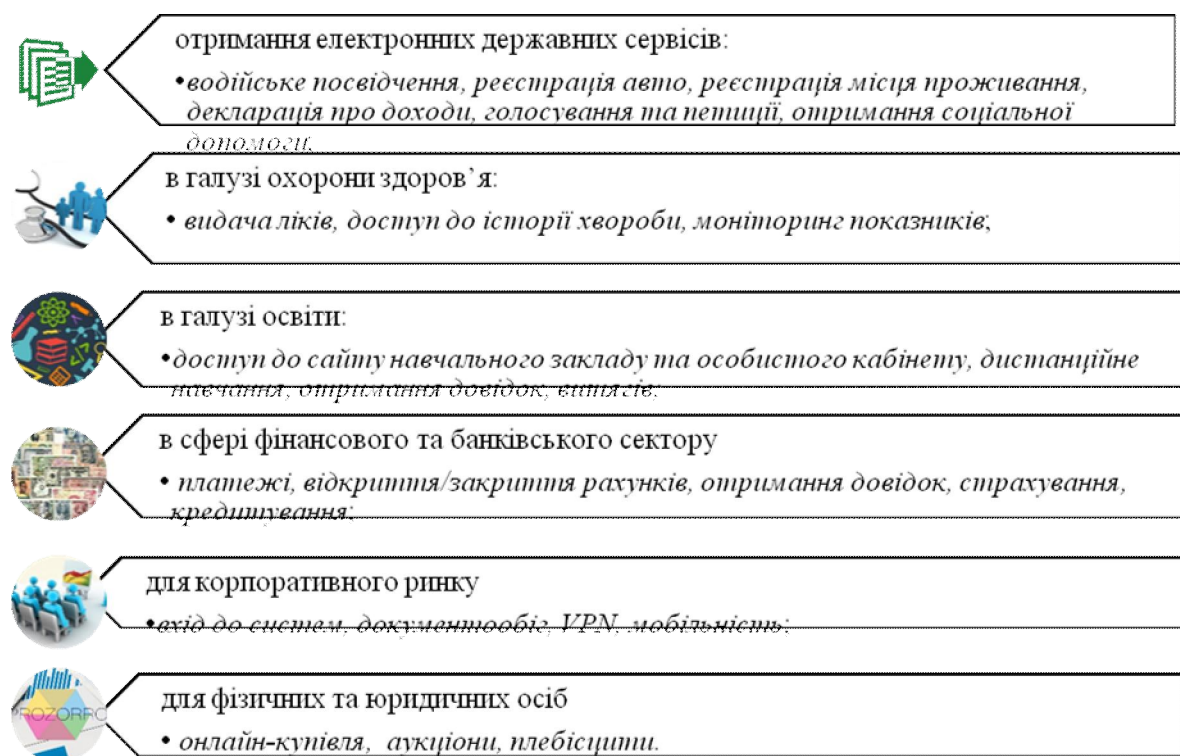 отримання електронних державних сервісів:
•водійське посвідчення, реєстрація авто, реєстрація місця проживання,
декларація про доходи, голосування та петиції, отримання соціальної
допомоги;
в галузі охорони здоров’я:
• видача ліків, доступ до історії хвороби, моніторинг показників;
в галузі освіти:
•доступ до сайту навчального закладу та особистого кабінету, дистанційне
навчання, отримання довідок, витягів;
в сфері фінансового та банківського сектору
• платежі, відкриття/закриття рахунків, отримання довідок, страхування,
кредитування;
для корпоративного ринку
•вхід до систем, документообіг, VPN, мобільність;
для фізичних та юридичних осіб
PROZORRO
• онлайн-купівля, аукціони, плебісцити.